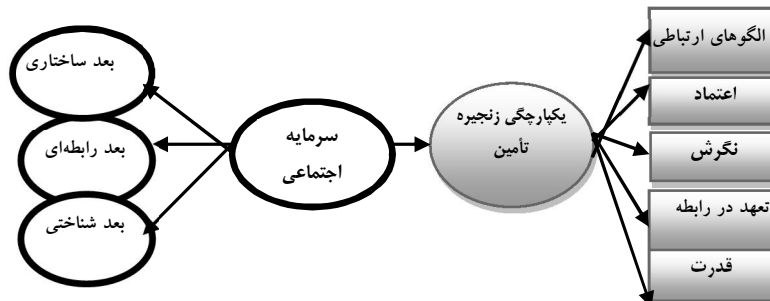 الگوهای ارتباطی
اعتماد
نگرش
تعهد در رابطه
قدرت
یکپارچگی زنجیره
تأمین
سرمایه
اجتماعی
بعد ساختاری
بعد رابطه‌ای
بعد شناختی